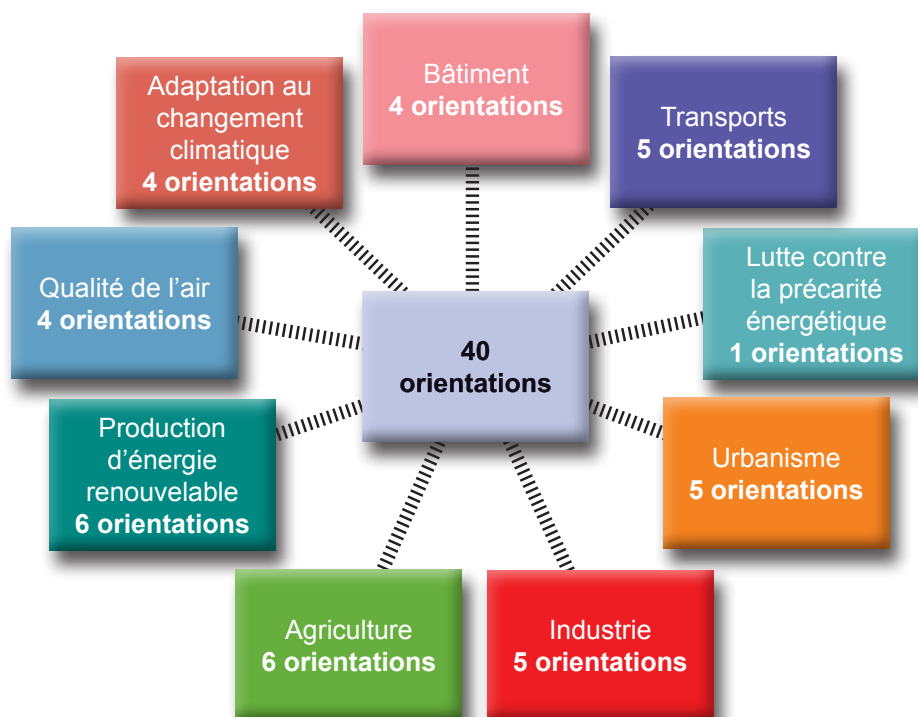 Bâtiment
4 orientations
Transports
5 orientations
Lutte contre
la précarité
énergétique
1 orientations
Urbanisme
5 orientations
Industrie
5 orientations
Agriculture
6 orientations
Production
d’énergie
renouvelable
6 orientations
Qualité de l’air
4 orientations
Adaptation au
changement
climatique
4 orientations
40
orientations